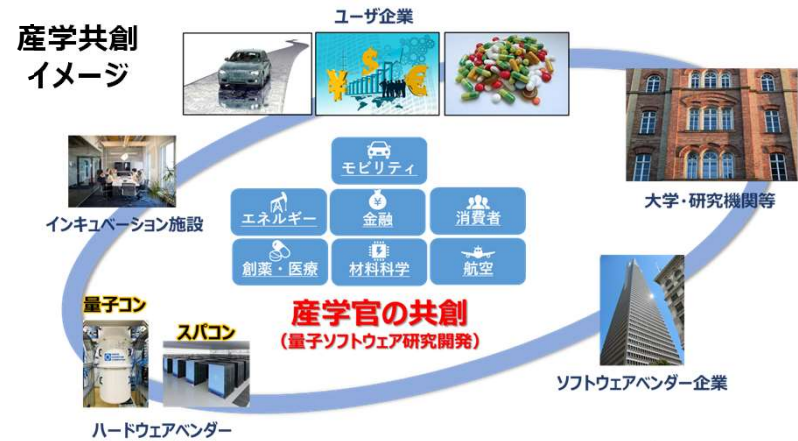 産学共創
イメージ
ユーザ企業
モビリティ
エネルギー
金融
消費者
創薬・医療
材料科学
航空
インキュベーション施設
大学・研究機関等
量子コン
スパコン
産学官の共創
(量子ソフトウェア研究開発)
ソフトウェアベンダー企業
ハードウェアベンダー